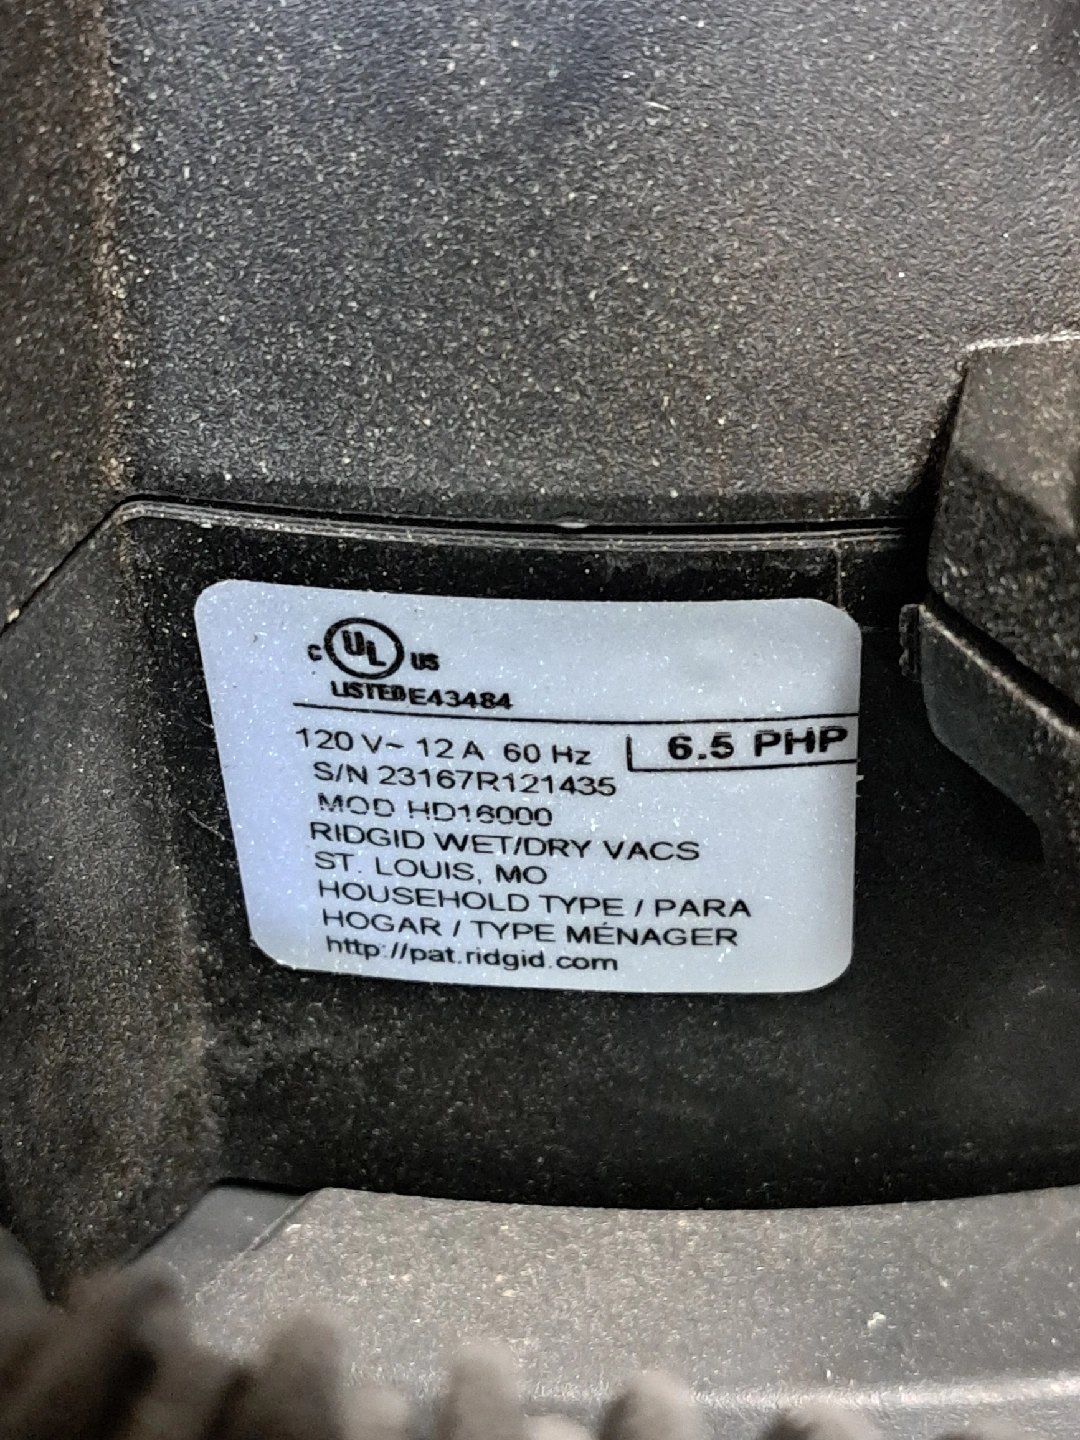 C UL US
LISTED E43484
120 V~ 12 A 60 Hz 6.5 PHP
S/N 23167R121435
MOD HD16000
RIDGID WET/DRY VACS
ST. LOUIS, MO
HOUSEHOLD TYPE / PARA
HOGAR / TYPE MÉNAGER
http://pat.ridgid.com